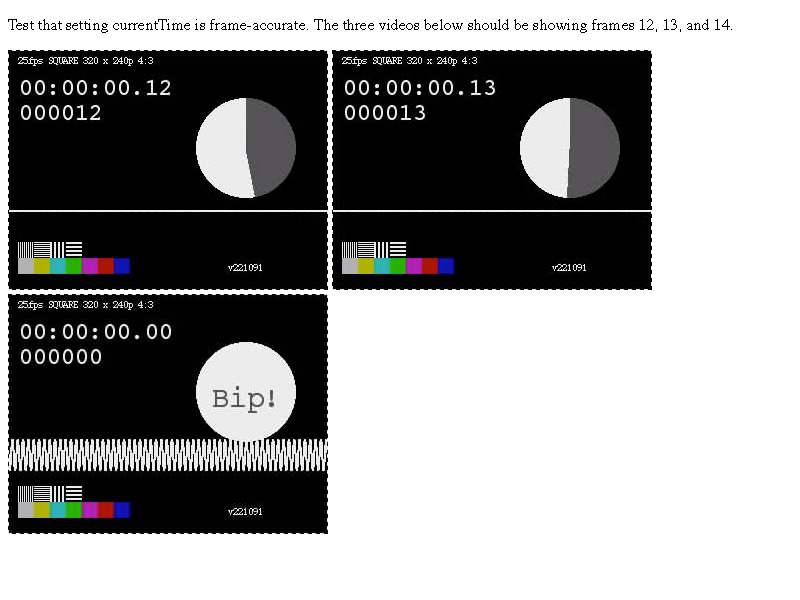 Test that setting currentTime is frame-accurate. The three videos below should be showing frames 12, 13, and 14.
25fps SQUARE 320 x 240p 4:3
00:00:00.12
000012
v221091
25fps SQUARE 320 x 240p 4:3
00:00:00.13
000013
v221091
25fps SQUARE 320 x 240p 4:3
00:00:00.00
000000
Bip!
v221091